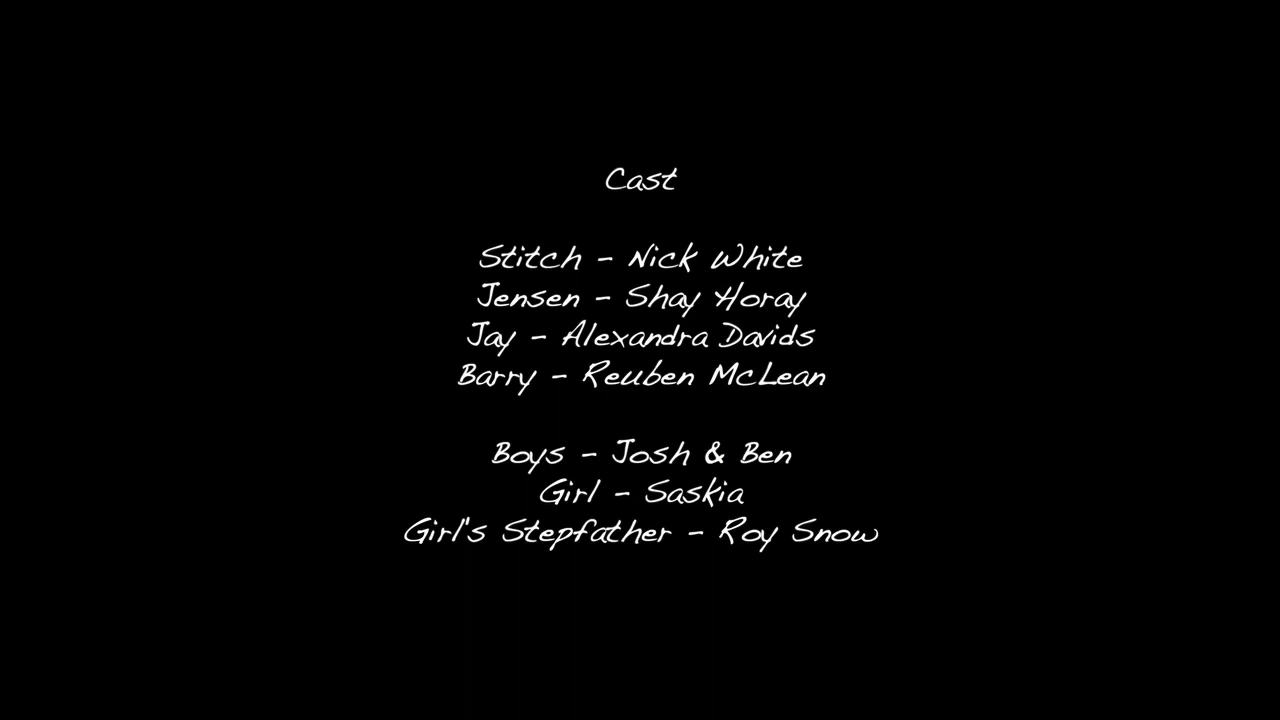 Cast
Stitch - Nick White
Jensen - Shay Horay
Jay - Alexandra Davids
Barry - Reuben McLean
Boys - Josh & Ben
Girl - Saskia
Girl's Stepfather - Roy Snow